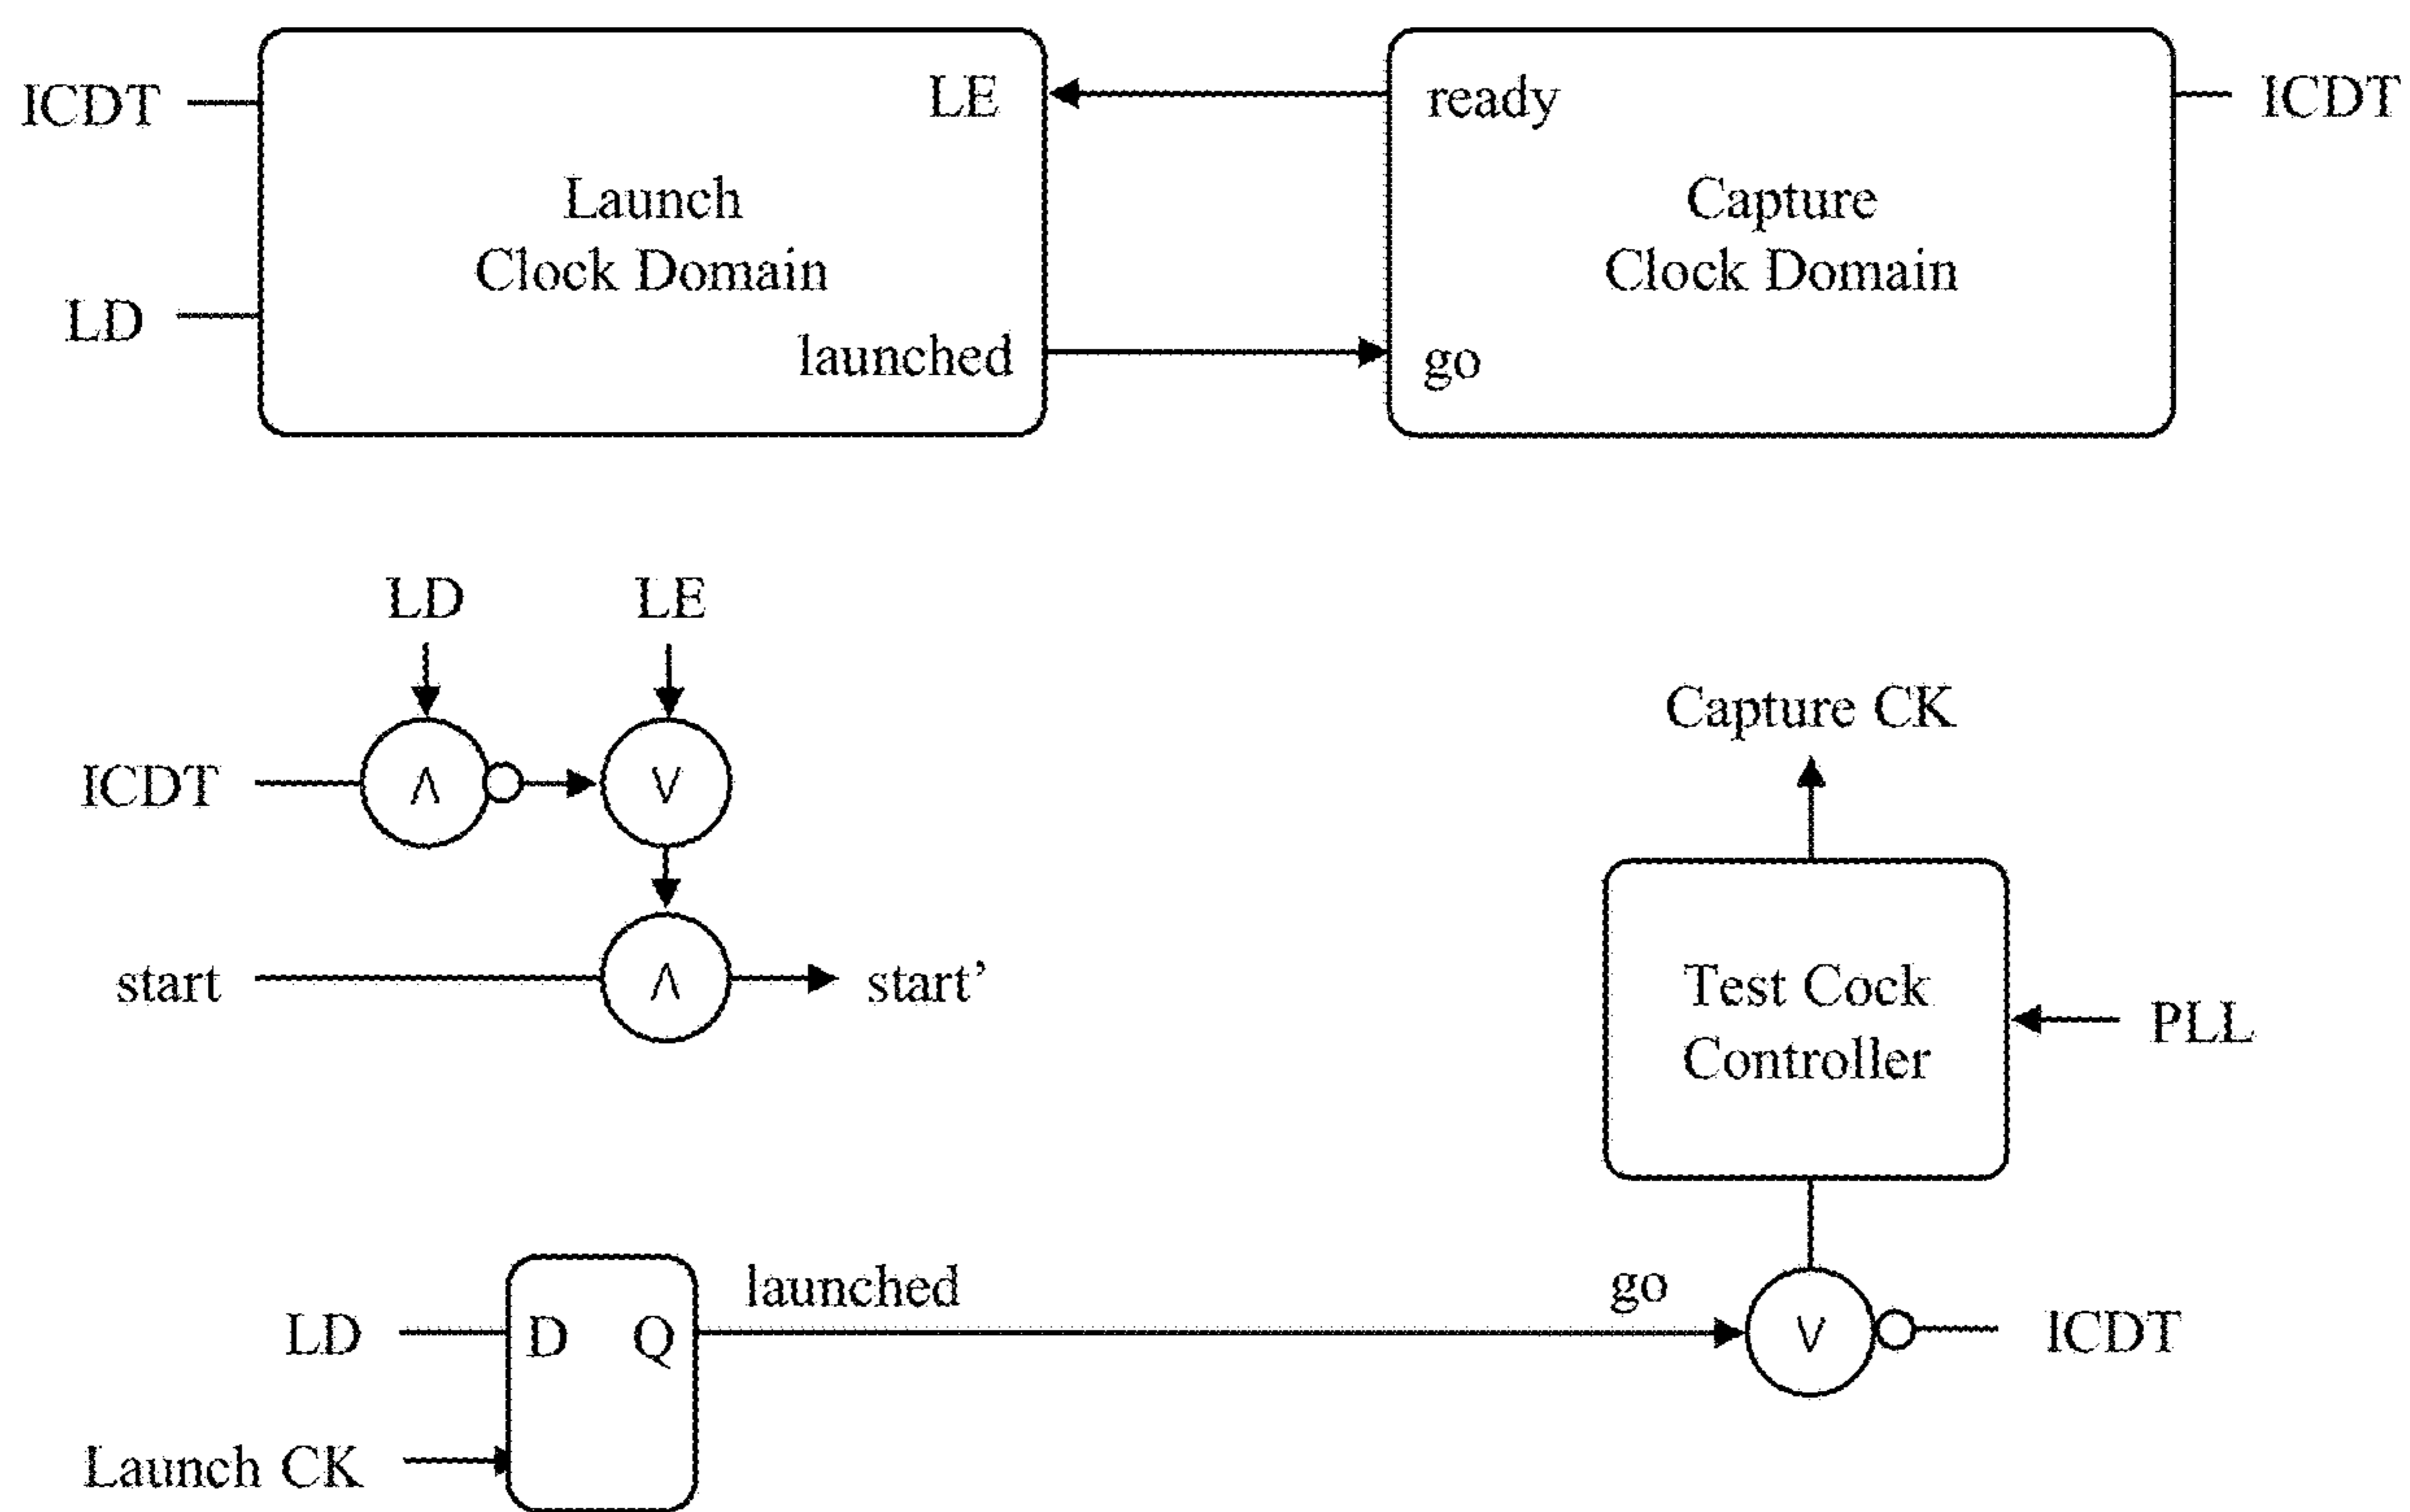 ICDT
LE
ready
ICDT
Launch
Clock Domain
Capture
Clock Domain
LD
launched
go
LD
LE
Capture CK
ICDT
Λ
V
Test Cock
Controller
start
Λ
start’
PLL
launched
go
LD
D
Q
V
ICDT
Launch CK